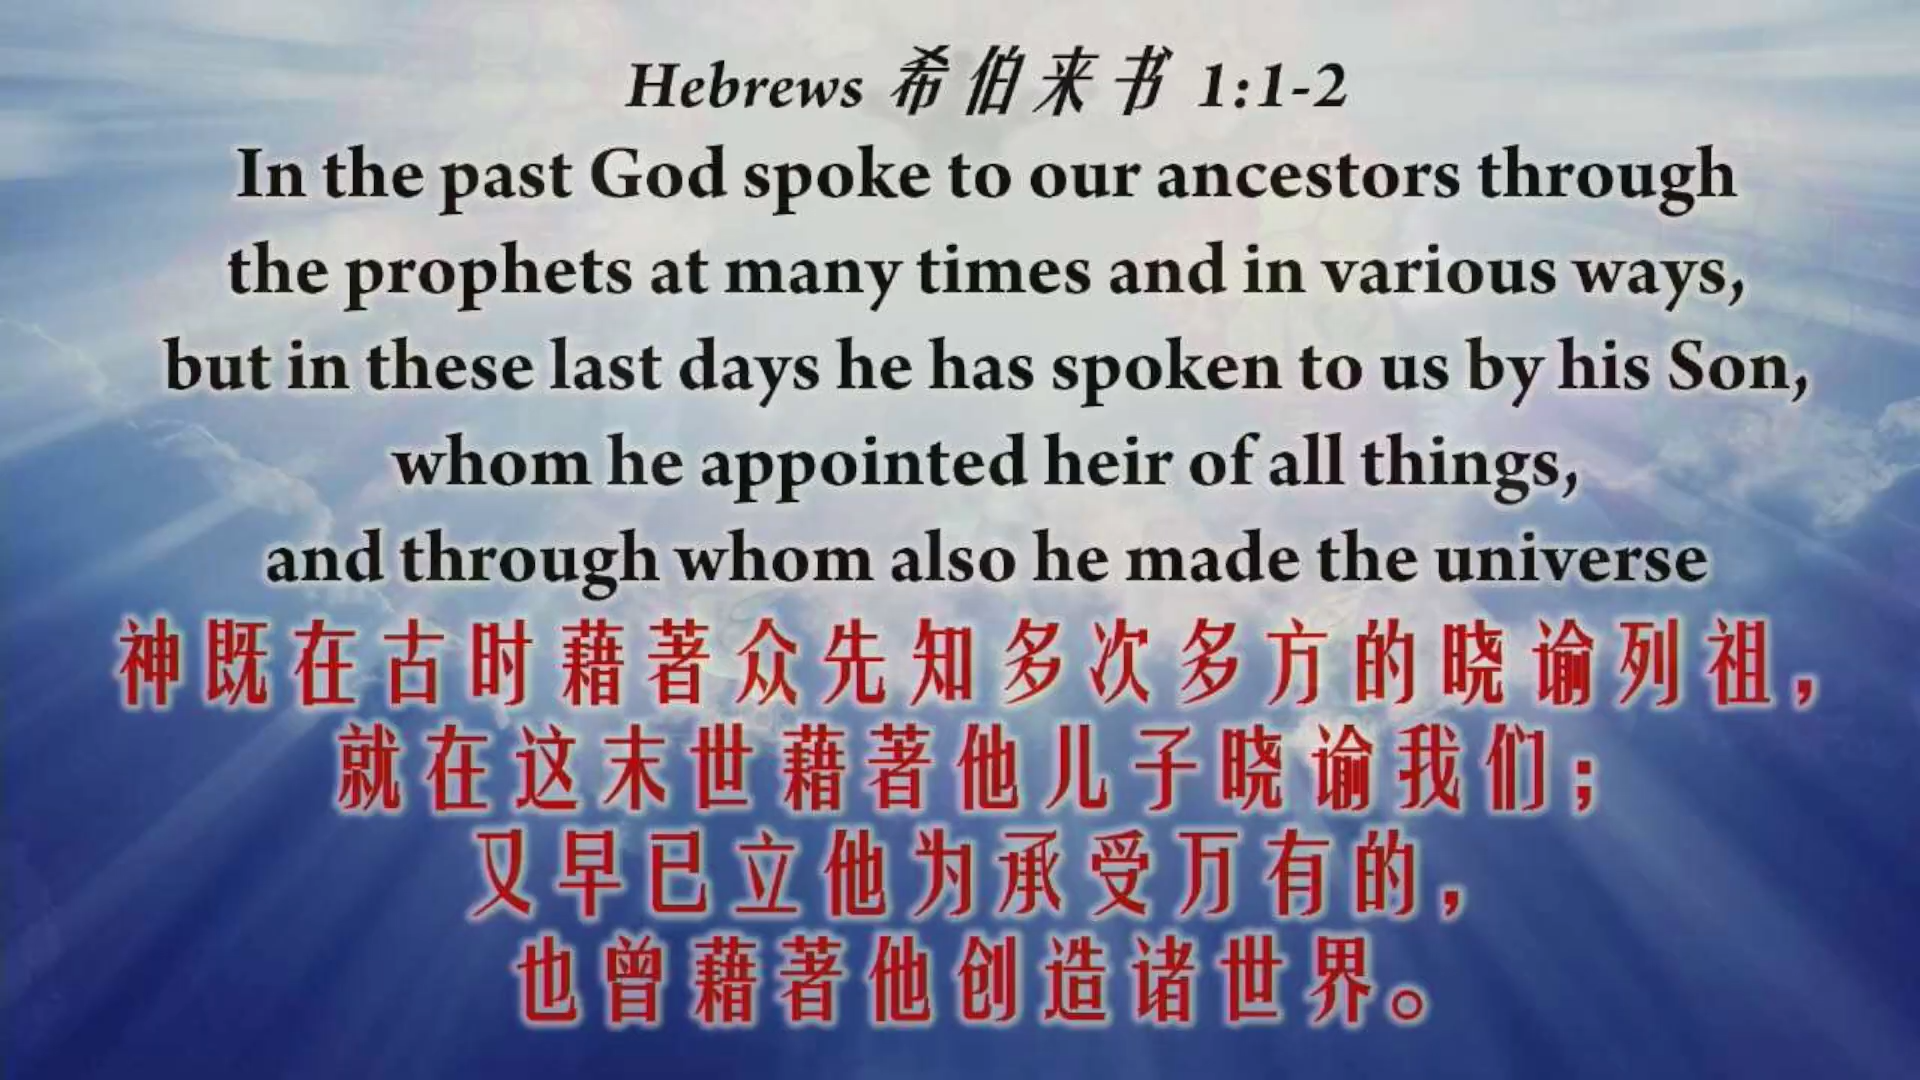 Hebrews 希伯来书 1:1-2
In the past God spoke to our ancestors through
the prophets at many times and in various ways,
but in these last days he has spoken to us by his Son,
whom he appointed heir of all things,
and through whom also he made the universe
神既在古时藉著众先知多次多方的晓谕列祖，
就在这末世藉著他儿子晓谕我们；
又早已立他为承受万有的，
也曾藉著他创造诸世界。